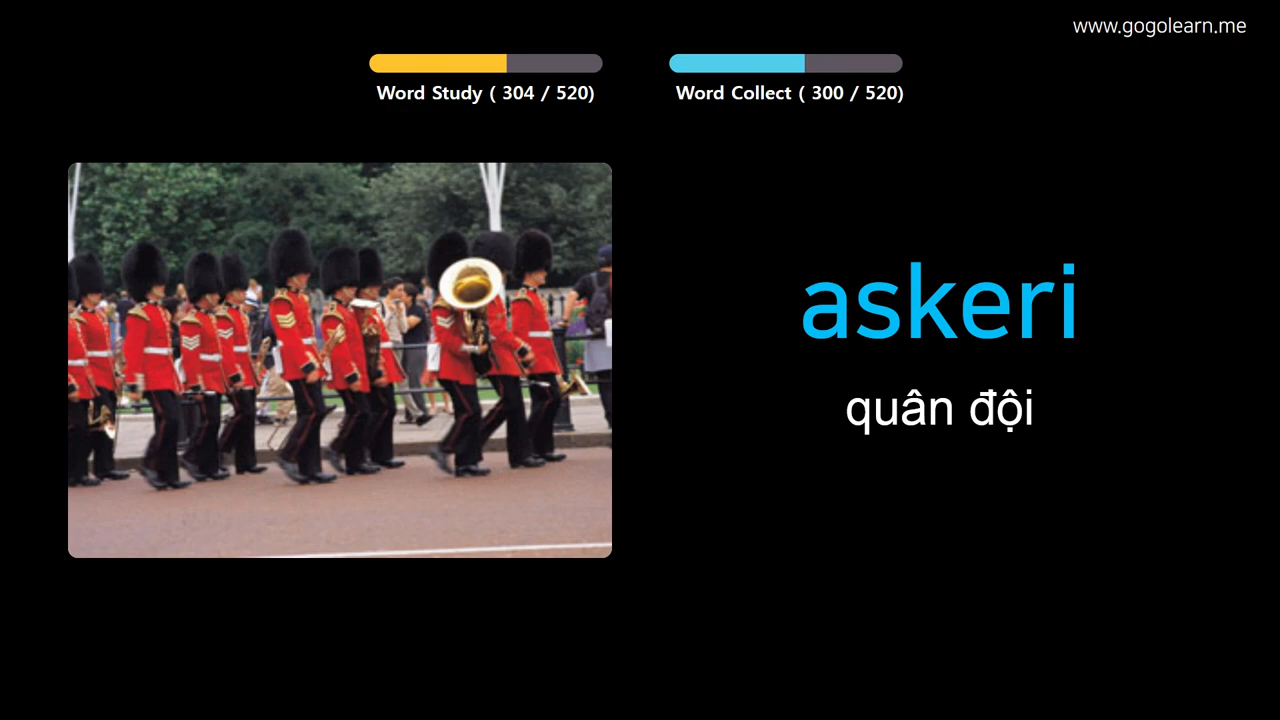 www.gogolearn.me
Word Study ( 304 / 520)
Word Collect ( 300 / 520)
askeri
quân đội